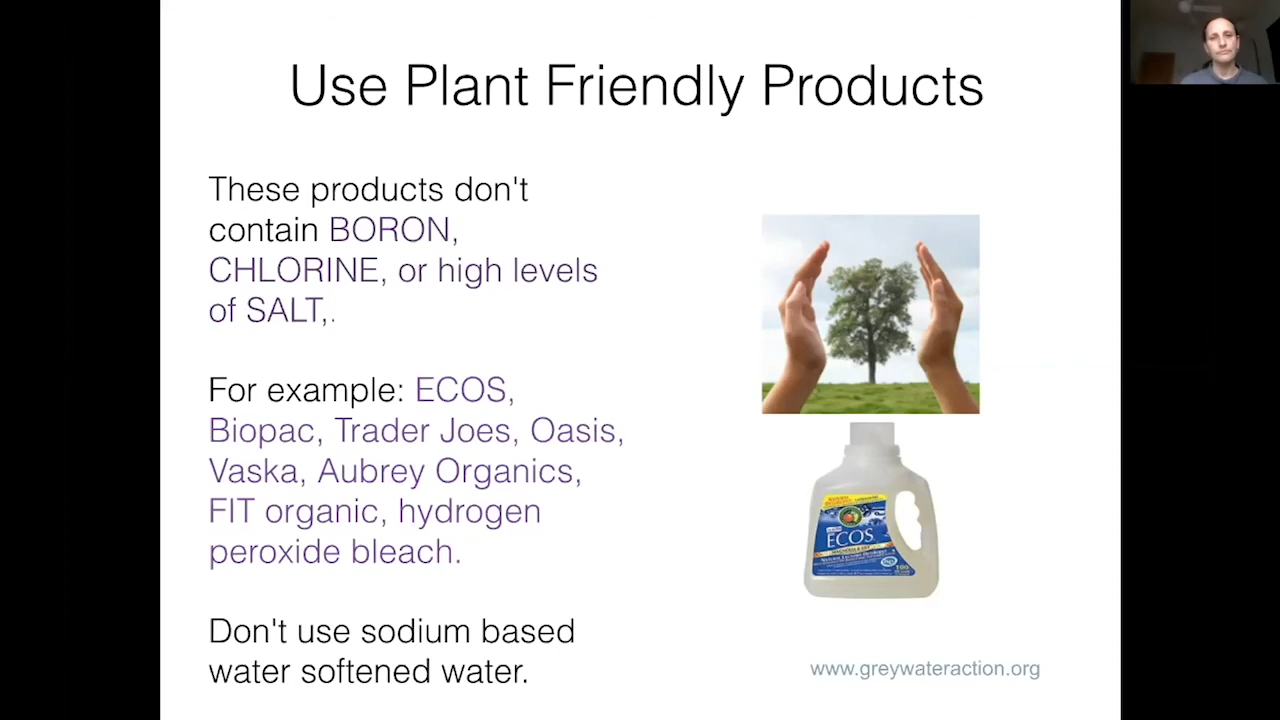 Use Plant Friendly Products
These products don't
contain BORON,
CHLORINE, or high levels
of SALT,.
For example: ECOS,
Biopac, Trader Joes, Oasis,
Vaska, Aubrey Organics,
FIT organic, hydrogen
peroxide bleach.
Don't use sodium based
water softened water.
ECOS
100
www.greywateraction.org